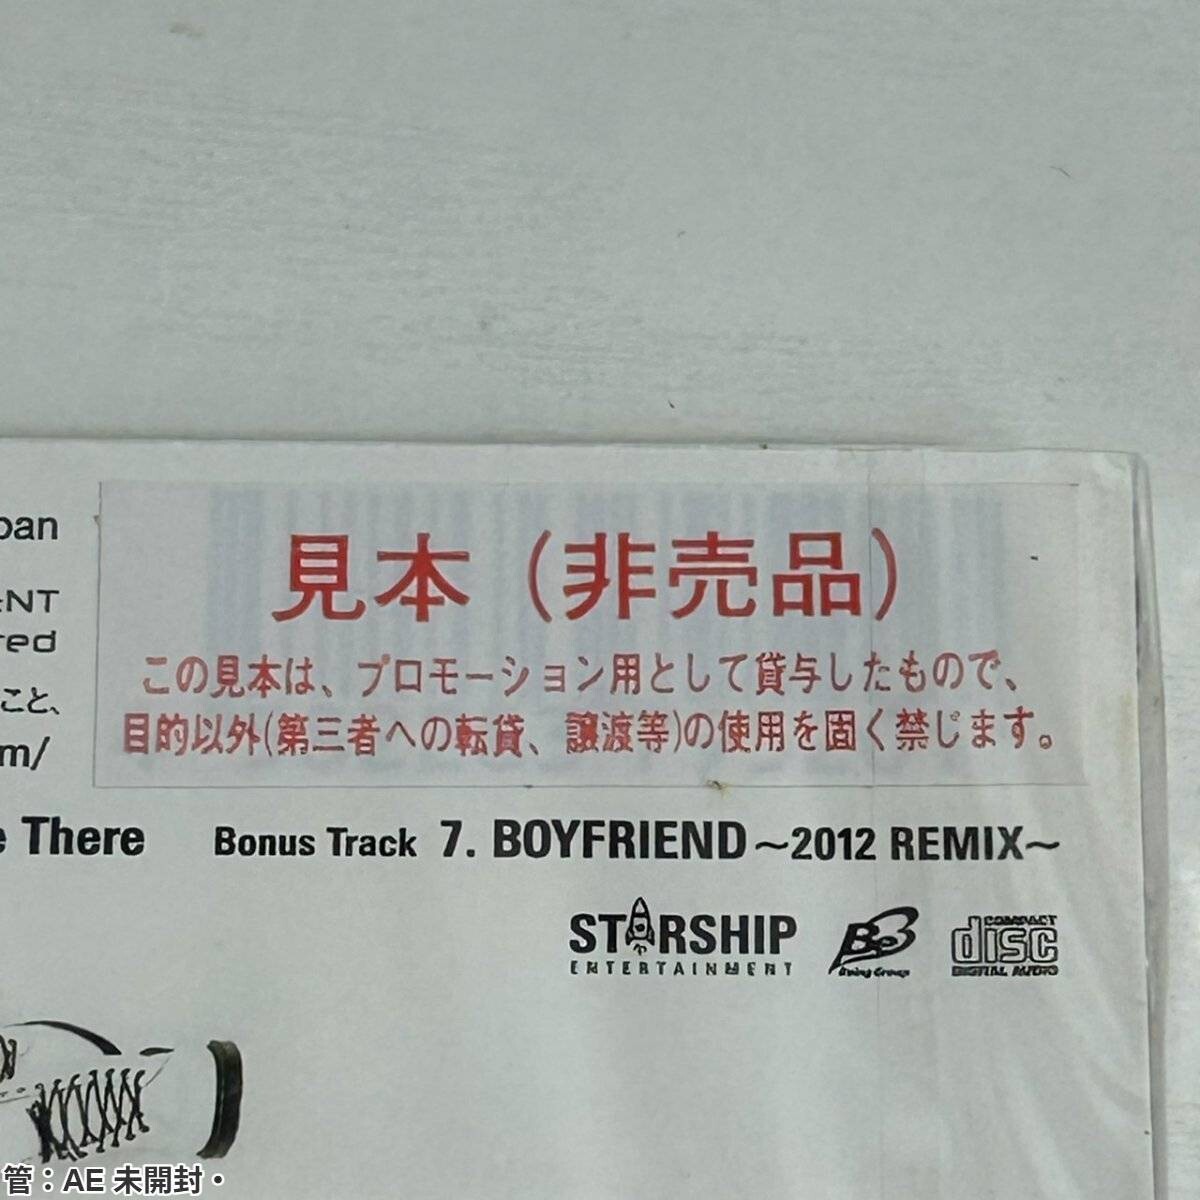 pan
見本（非売品）
NT
red
この見本は、プロモーション用として貸与したもので、
こと、
目的以外(第三者への転貸、譲渡等)の使用を固く禁じます。
m/
e There
Bonus Track 7. BOYFRIEND～2012 REMIX～
STARSHIP
ENTERTAINMENT
Being Group
COMPACT
disc
DIGITAL AUDIO
管：AE 未開封・